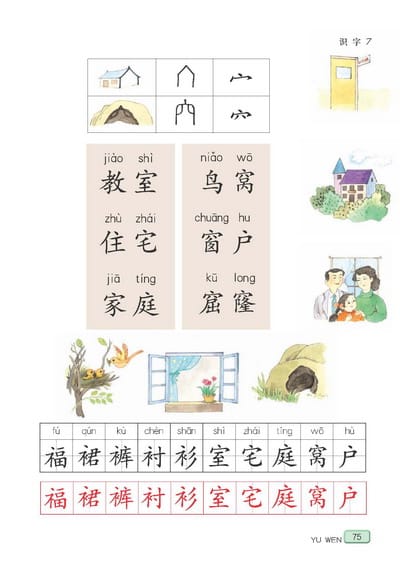 识字7
宀
穴
jiào shì niǎo wō
教室 鸟窝
zhù zhái chuāng hu
住宅 窗户
jiā tíng kū long
家庭 窟窿
fú qún kù chèn shān shì zhái tíng wō hù
福裙裤衬衫室宅庭窝户
福裙裤衬衫室宅庭窝户
YU WEN 75